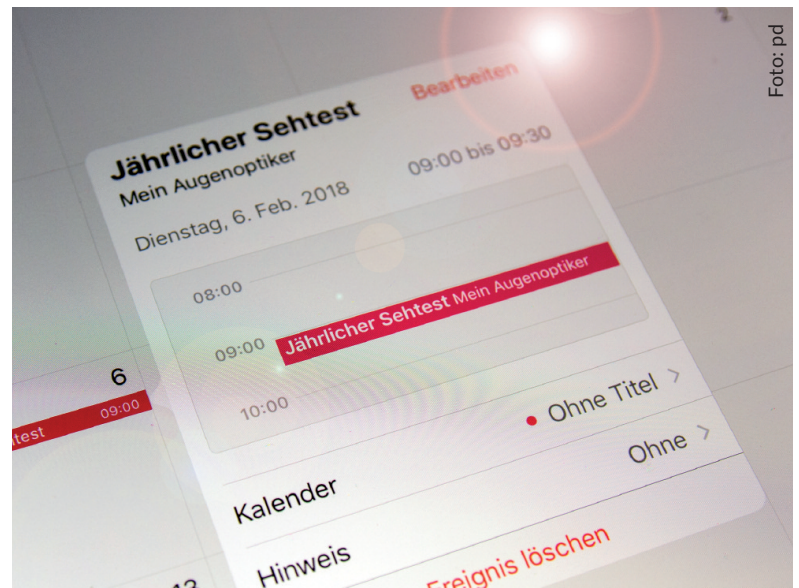 Foto: pd
Jährlicher Sehtest
Bearbeiten
Mein Augenoptiker
Dienstag, 6. Feb. 2018
09:00 bis 09:30
08:00
09:00
Jährlicher Sehtest Mein Augenoptiker
10:00
6
09:00
Kalender
Ohne Titel
Hinweis
Ohne
Ereignis löschen